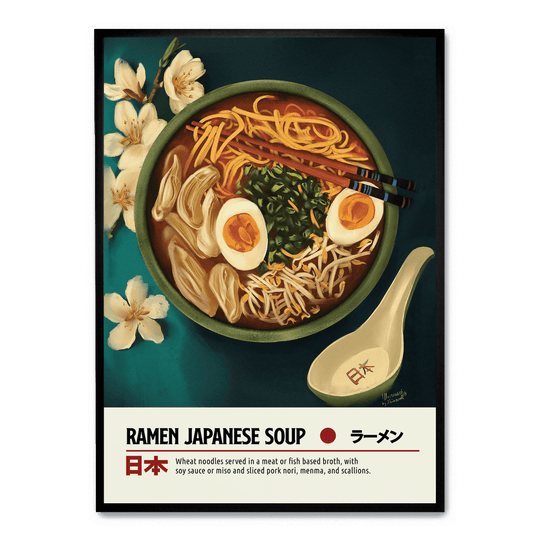 日本
RAMEN JAPANESE SOUP ラーメン
日本 Wheat noodles served in a meat or fish based broth, with
soy sauce or miso and sliced pork nori, menma, and scallions.